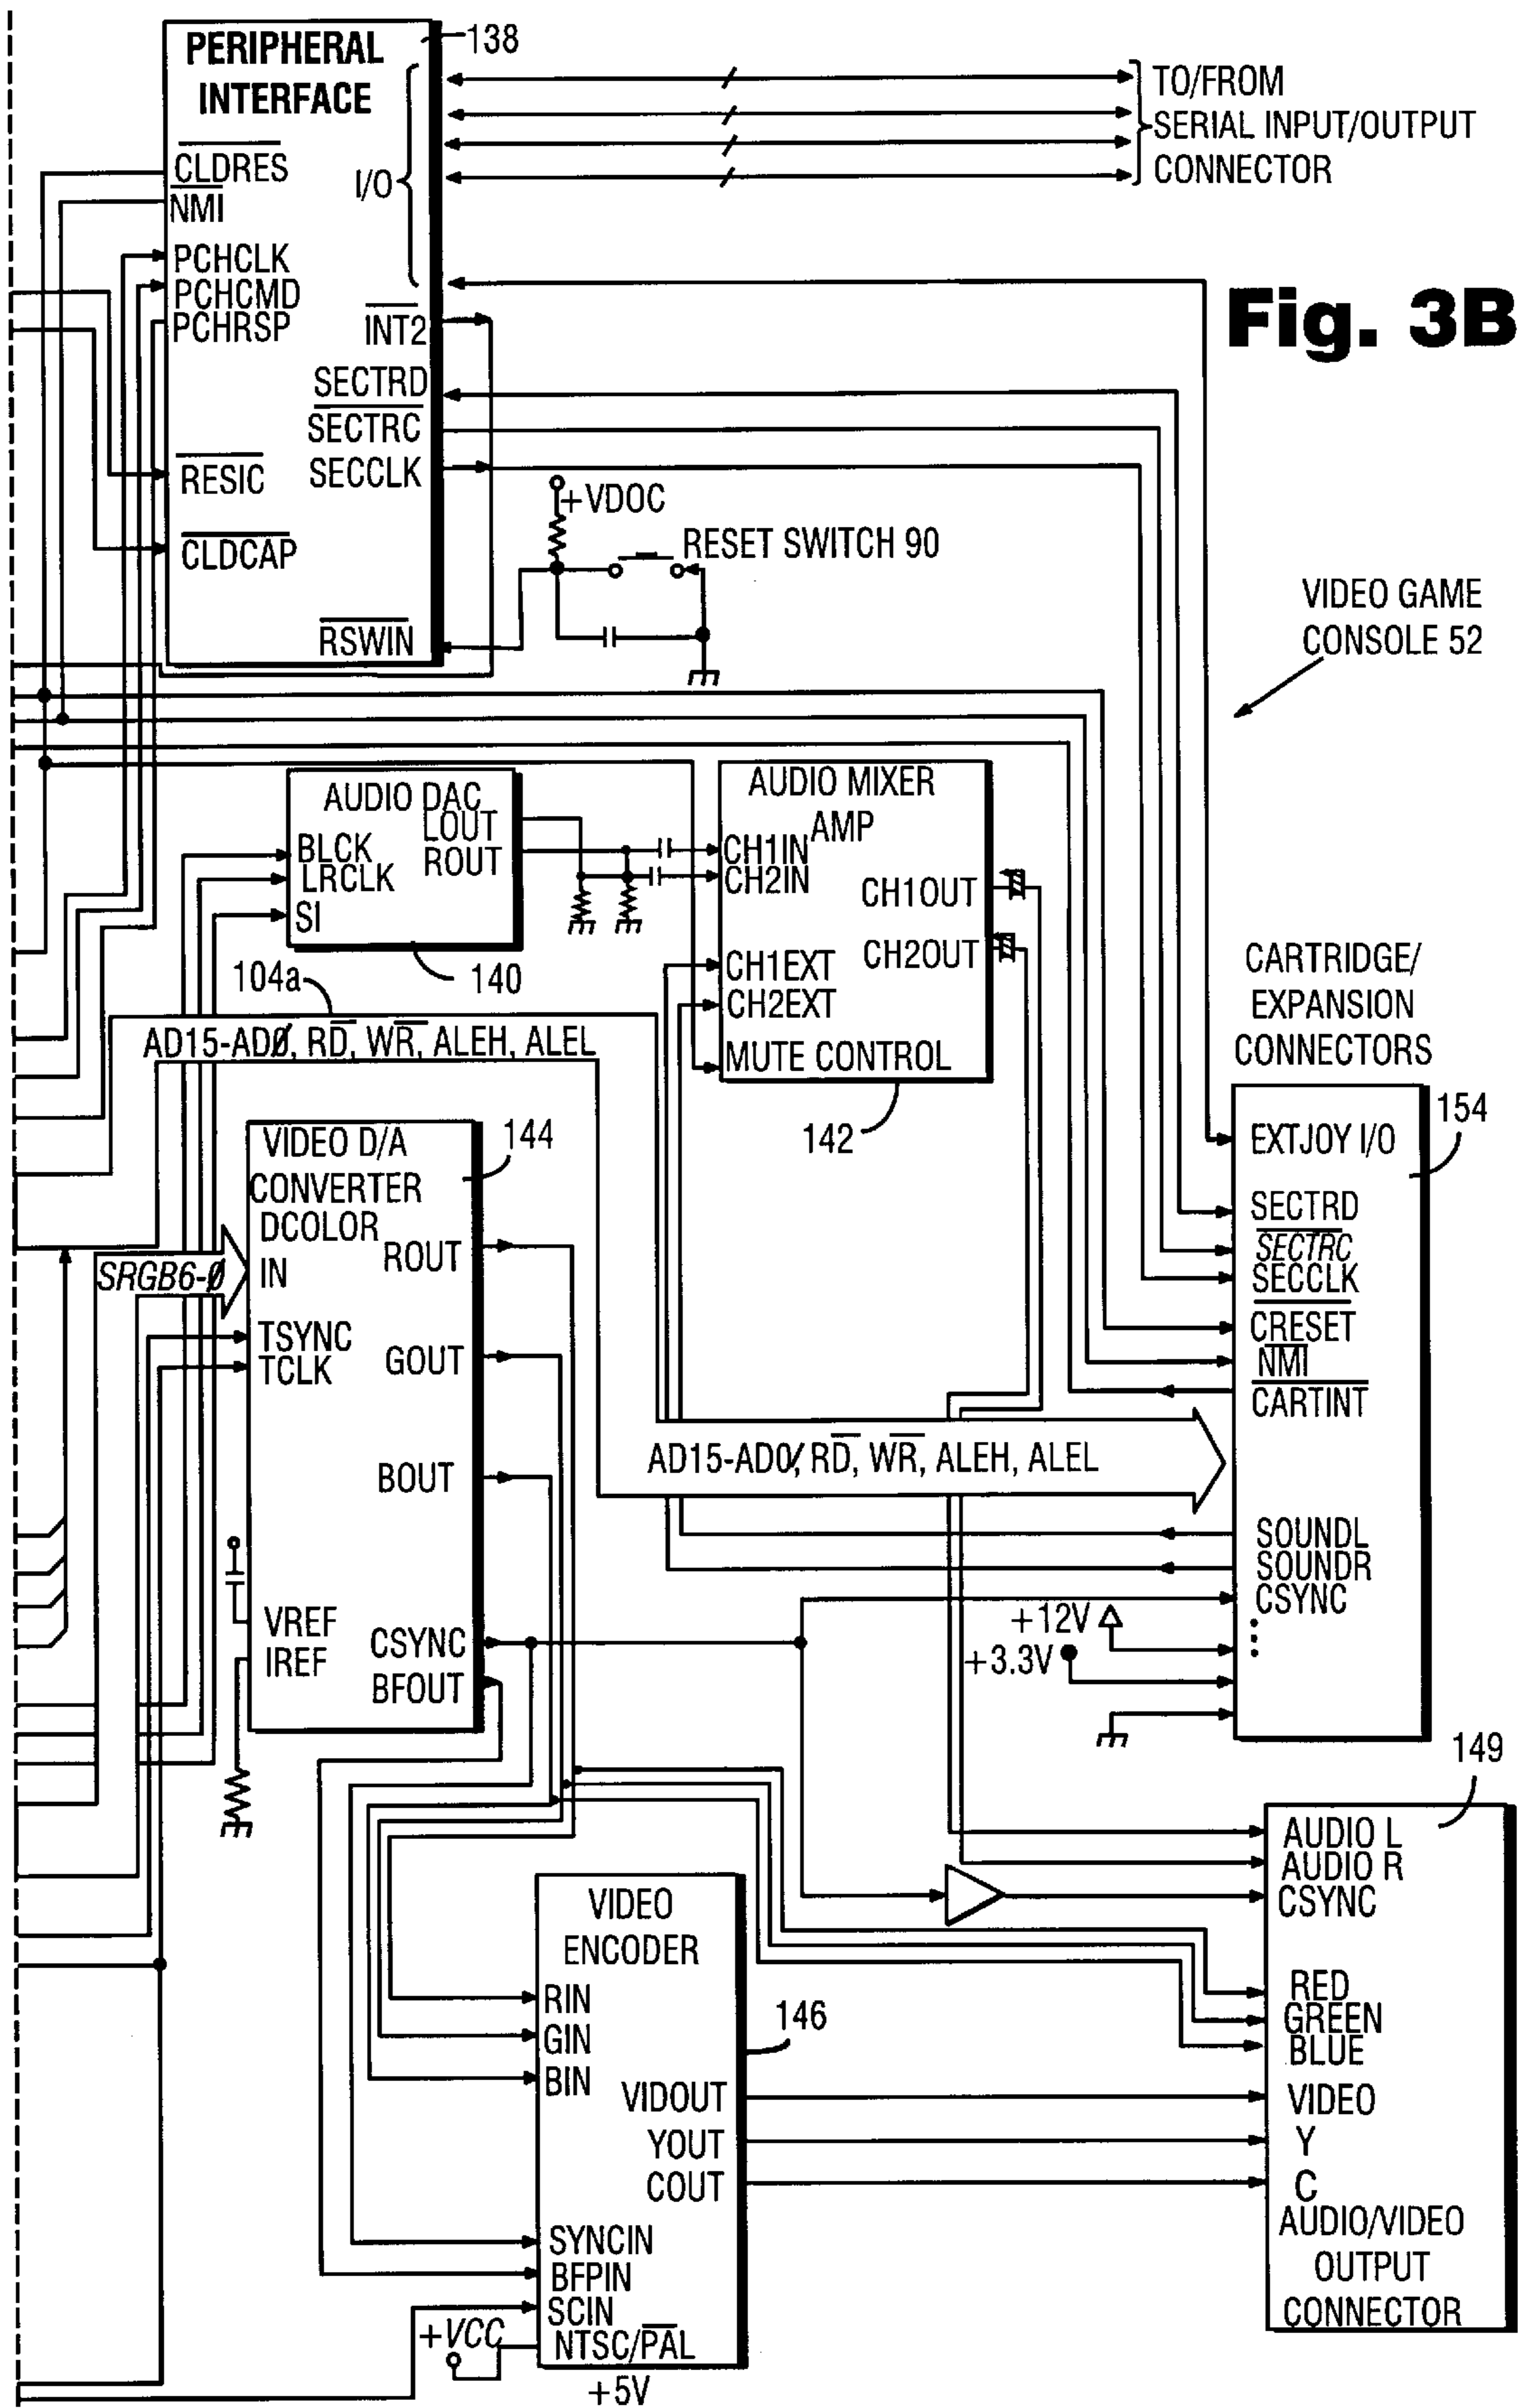 PERIPHERAL
INTERFACE
138
CLDRES
NMI
PCHCLK
PCHCMD
PCHRSP
RESIC
CLDCAP
I/O
INT2
SECTRD
SECTRC
SECCLK
RSWIN
TO/FROM
SERIAL INPUT/OUTPUT
CONNECTOR
Fig. 3B
+VDOC
RESET SWITCH 90
VIDEO GAME
CONSOLE 52
AUDIO DAC
LOUT
ROUT
BLCK
LRCLK
SI
140
AUDIO MIXER
AMP
CH1IN
CH2IN
CH1OUT
CH2OUT
CH1EXT
CH2EXT
MUTE CONTROL
142
104a
AD15-AD0, RD, WR, ALEH, ALEL
CARTRIDGE/
EXPANSION
CONNECTORS
154
EXTJOY I/O
SECTRD
SECTRC
SECCLK
CRESET
NMI
CARTINT
SOUNDL
SOUNDR
CSYNC
+12V
+3.3V
VIDEO D/A
CONVERTER
DCOLOR
IN
144
SRGB6-0
TSYNC
TCLK
ROUT
GOUT
BOUT
VREF
IREF
CSYNC
BFOUT
AD15-AD0, RD, WR, ALEH, ALEL
149
AUDIO L
AUDIO R
CSYNC
RED
GREEN
BLUE
VIDEO
Y
C
AUDIO/VIDEO
OUTPUT
CONNECTOR
VIDEO
ENCODER
146
RIN
GIN
BIN
VIDOUT
YOUT
COUT
SYNCIN
BFPIN
SCIN
NTSC/PAL
+VCC
+5V